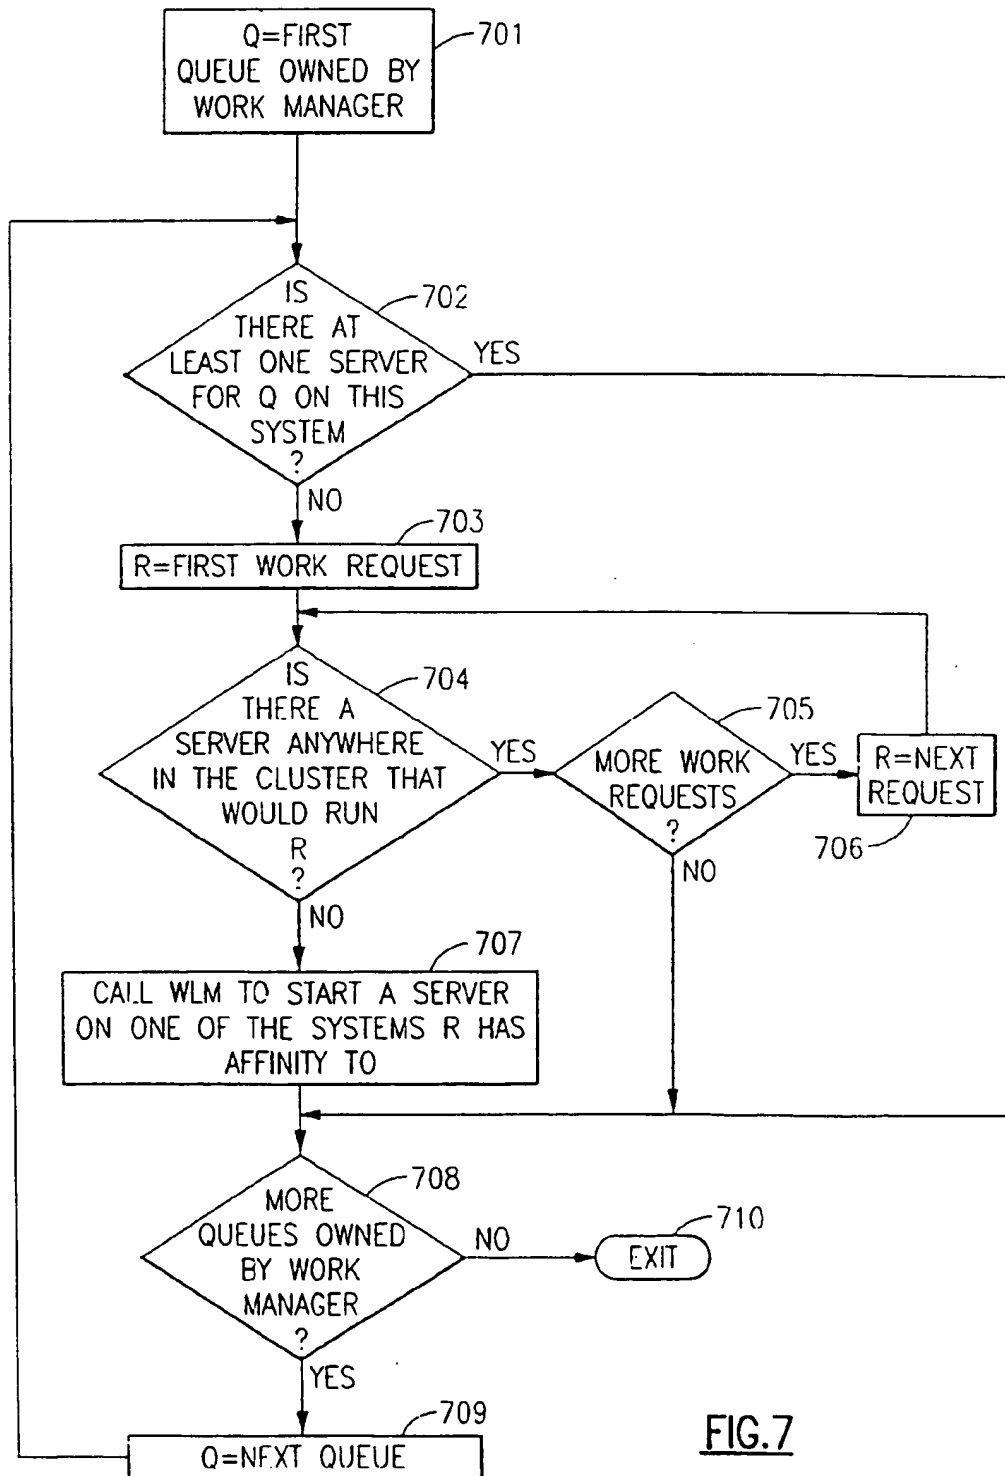 Q=FIRST
QUEUE OWNED BY
WORK MANAGER
701
IS
THERE AT
LEAST ONE SERVER
FOR Q ON THIS
SYSTEM
?
702
YES
NO
703
R=FIRST WORK REQUEST
IS
THERE A
SERVER ANYWHERE
IN THE CLUSTER THAT
WOULD RUN
R
?
704
YES
NO
705
MORE WORK
REQUESTS
?
YES
NO
R=NEXT
REQUEST
706
707
CALL WLM TO START A SERVER
ON ONE OF THE SYSTEMS R HAS
AFFINITY TO
708
MORE
QUEUES OWNED
BY WORK
MANAGER
?
NO
710
EXIT
YES
709
Q=NEXT QUEUE
FIG.7